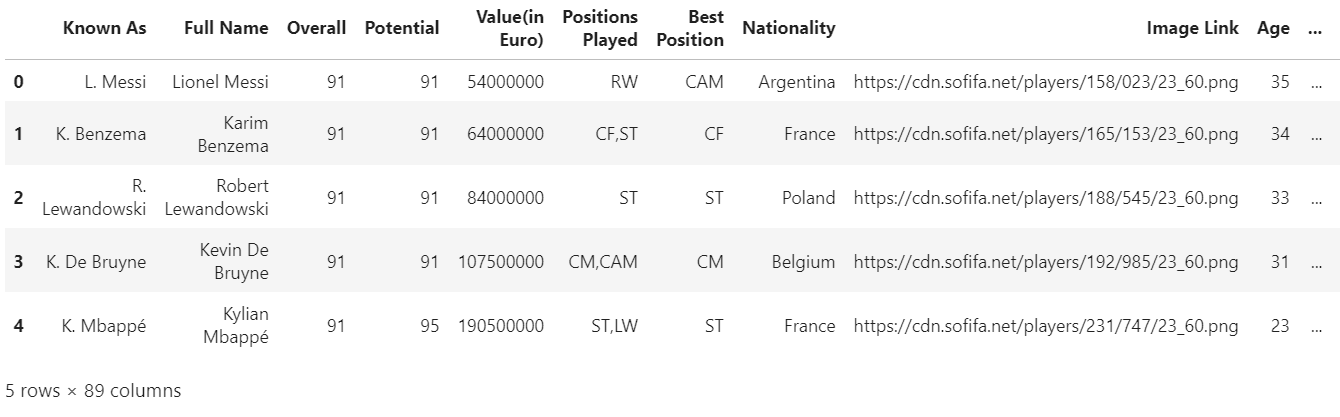 Known As Full Name Overall Potential Value(in Euro) Positions Played Best Position Nationality Image Link Age ...
0 L. Messi Lionel Messi 91 91 54000000 RW CAM Argentina https://cdn.sofifa.net/players/158/023/23_60.png 35 ...
1 K. Benzema Karim Benzema 91 91 64000000 CF,ST CF France https://cdn.sofifa.net/players/165/153/23_60.png 34 ...
2 R. Lewandowski Robert Lewandowski 91 91 84000000 ST ST Poland https://cdn.sofifa.net/players/188/545/23_60.png 33 ...
3 K. De Bruyne Kevin De Bruyne 91 91 107500000 CM,CAM CM Belgium https://cdn.sofifa.net/players/192/985/23_60.png 31 ...
4 K. Mbappé Kylian Mbappé 91 95 190500000 ST,LW ST France https://cdn.sofifa.net/players/231/747/23_60.png 23 ...
5 rows × 89 columns